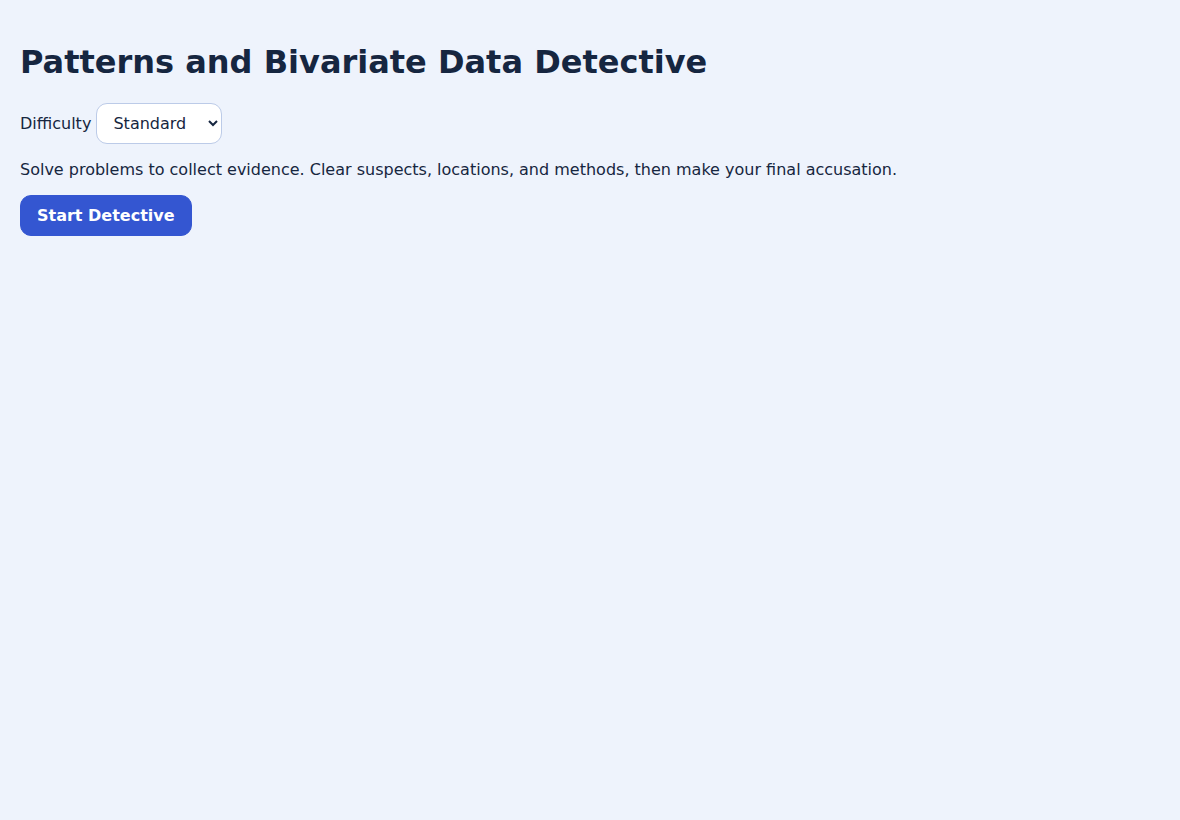 Patterns and Bivariate Data Detective
Difficulty Standard
Solve problems to collect evidence. Clear suspects, locations, and methods, then make your final accusation.
Start Detective